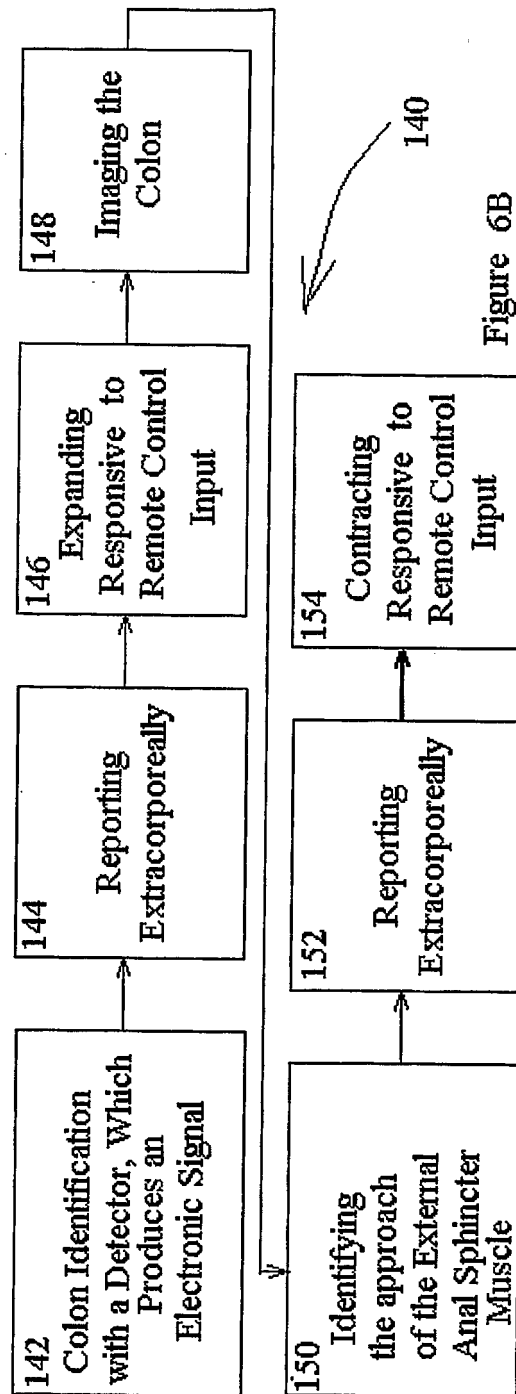 142
Colon Identification
with a Detector, Which
Produces an
Electronic Signal
144
Reporting
Extracorporeally
146
Expanding
Responsive to
Remote Control
Input
148
Imaging the
Colon
150
Identifying
the approach
of the External
Anal Sphincter
Muscle
152
Reporting
Extracorporeally
154
Contracting
Responsive to
Remote Control
Input
140
Figure 6B